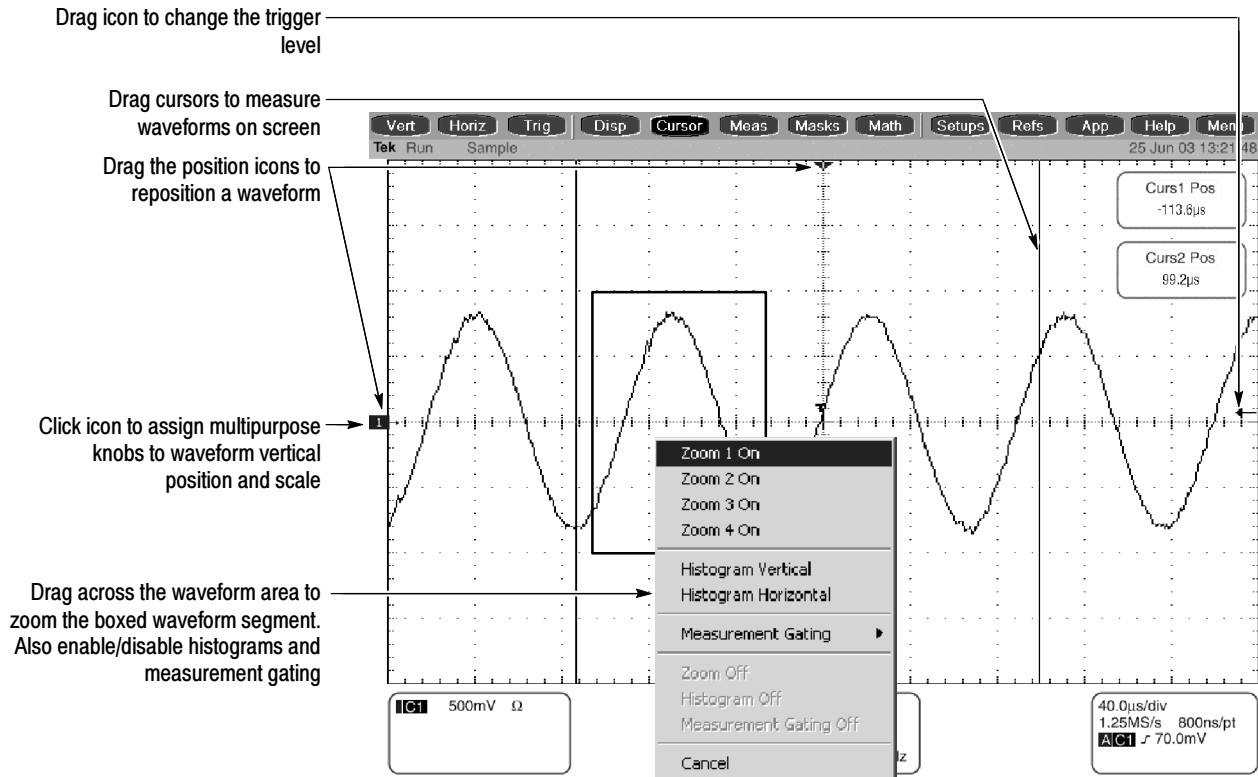 Drag icon to change the trigger
level
Drag cursors to measure
waveforms on screen
Drag the position icons to
reposition a waveform
Click icon to assign multipurpose
knobs to waveform vertical
position and scale
Drag across the waveform area to
zoom the boxed waveform segment.
Also enable/disable histograms and
measurement gating
Vert Horiz Trig Disp Cursor Meas Masks Math Setups Refs App Help Menu
Tek Run Sample 25 Jun 03 13:21:48
Curs1 Pos
-113.6µs
Curs2 Pos
99.2µs
1
Zoom 1 On
Zoom 2 On
Zoom 3 On
Zoom 4 On
Histogram Vertical
Histogram Horizontal
Measurement Gating
Zoom Off
Histogram Off
Measurement Gating Off
Cancel
C1 500mV Ω
40.0µs/div
1.25MS/s 800ns/pt
A C1 70.0mV